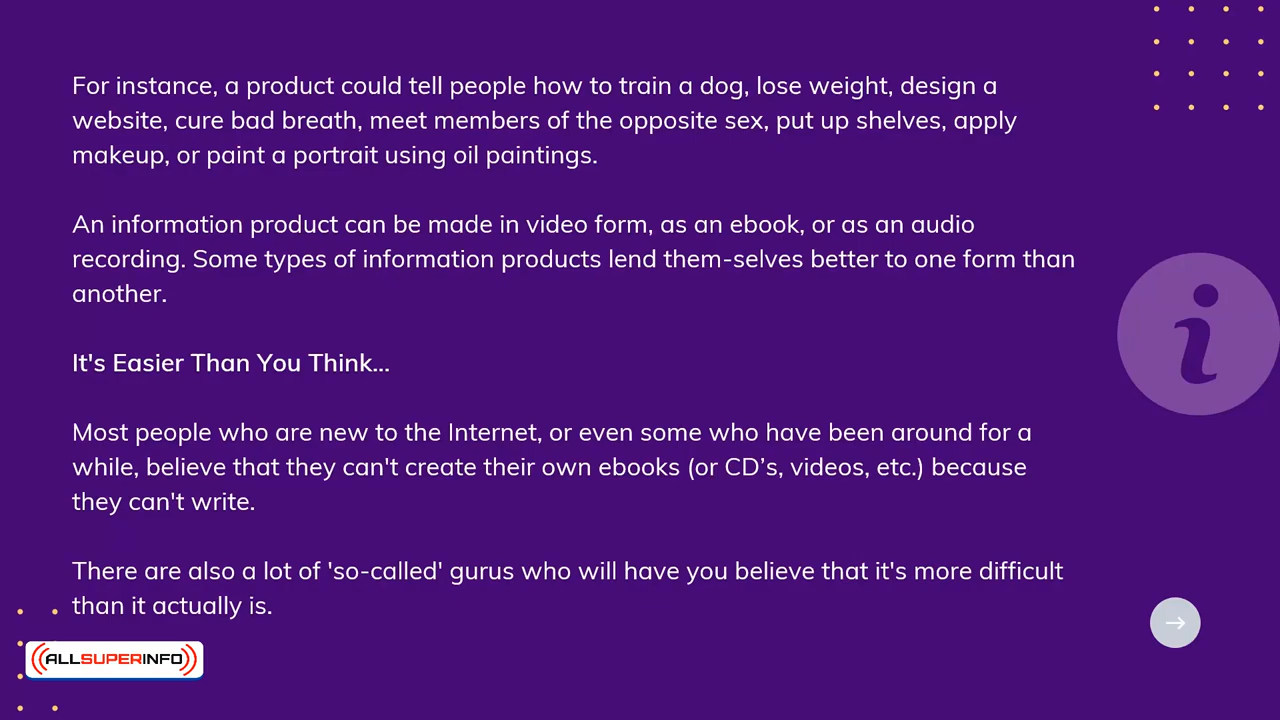 For instance, a product could tell people how to train a dog, lose weight, design a
website, cure bad breath, meet members of the opposite sex, put up shelves, apply
makeup, or paint a portrait using oil paintings.
An information product can be made in video form, as an ebook, or as an audio
recording. Some types of information products lend them-selves better to one form than
another.
It's Easier Than You Think...
Most people who are new to the Internet, or even some who have been around for a
while, believe that they can't create their own ebooks (or CD’s, videos, etc.) because
they can't write.
There are also a lot of 'so-called' gurus who will have you believe that it's more difficult
than it actually is.
ALLSUPERINFO